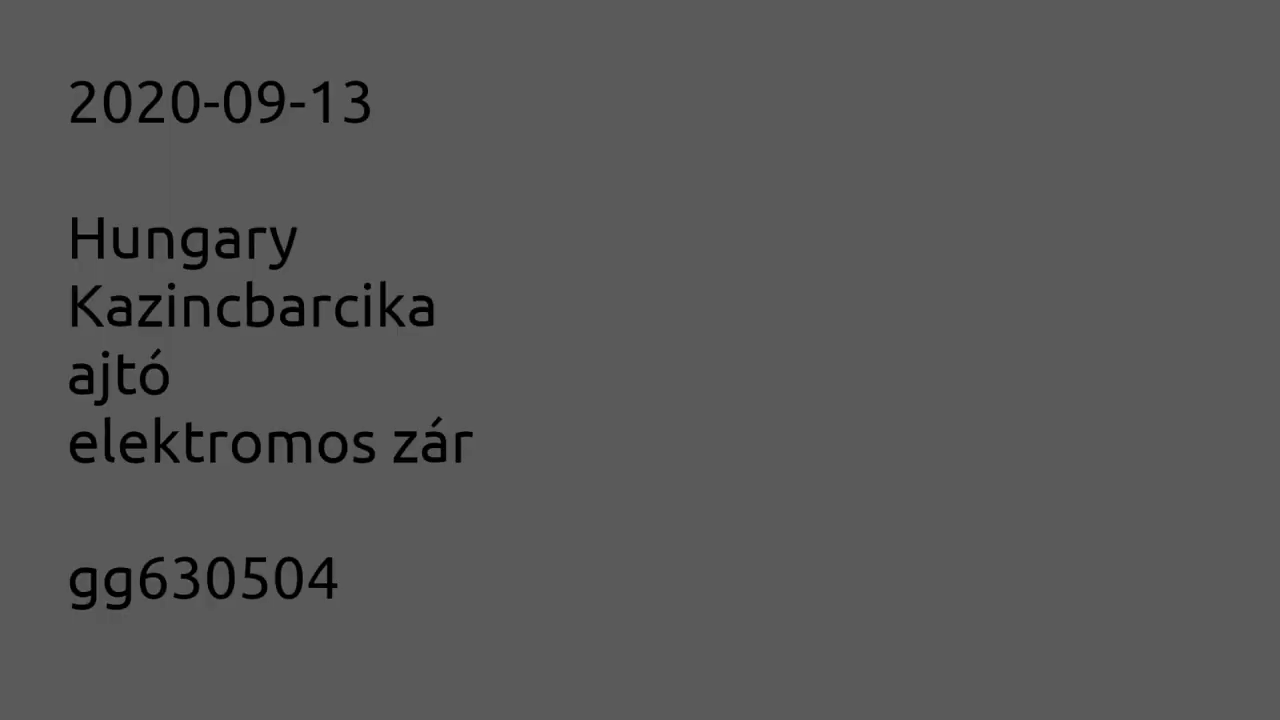 2020-09-13
Hungary
Kazincbarcika
ajtó
elektromos zár
gg630504